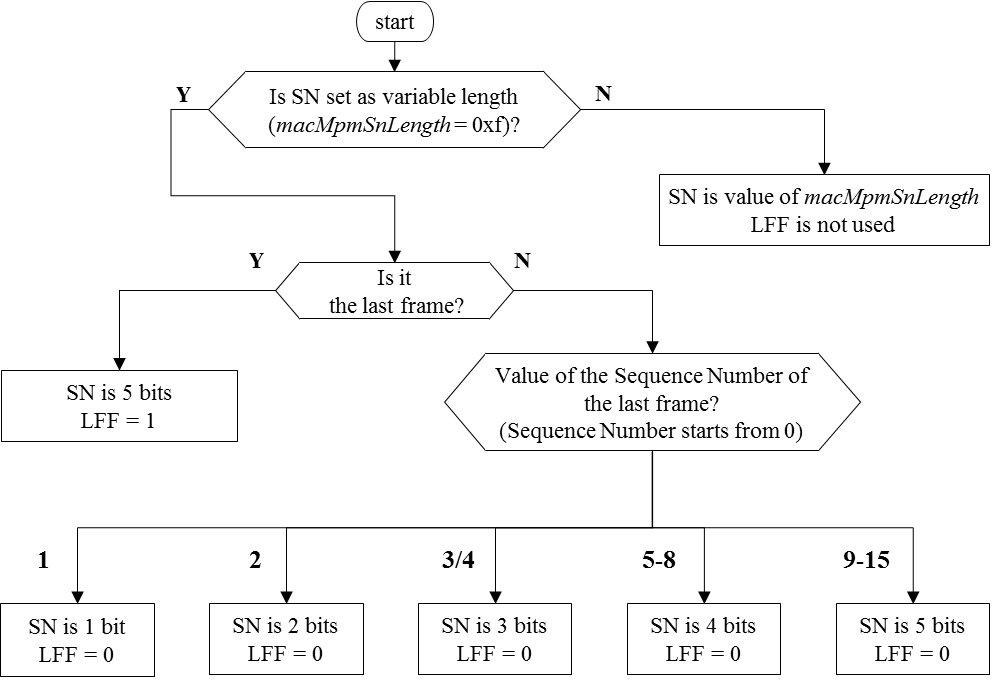 start
Y
Is SN set as variable length
(macMpmSnLength = 0xf)?
N
SN is value of macMpmSnLength
LFF is not used
Y
Is it
the last frame?
N
SN is 5 bits
LFF = 1
Value of the Sequence Number of
the last frame?
(Sequence Number starts from 0)
1
2
3/4
5-8
9-15
SN is 1 bit
LFF = 0
SN is 2 bits
LFF = 0
SN is 3 bits
LFF = 0
SN is 4 bits
LFF = 0
SN is 5 bits
LFF = 0